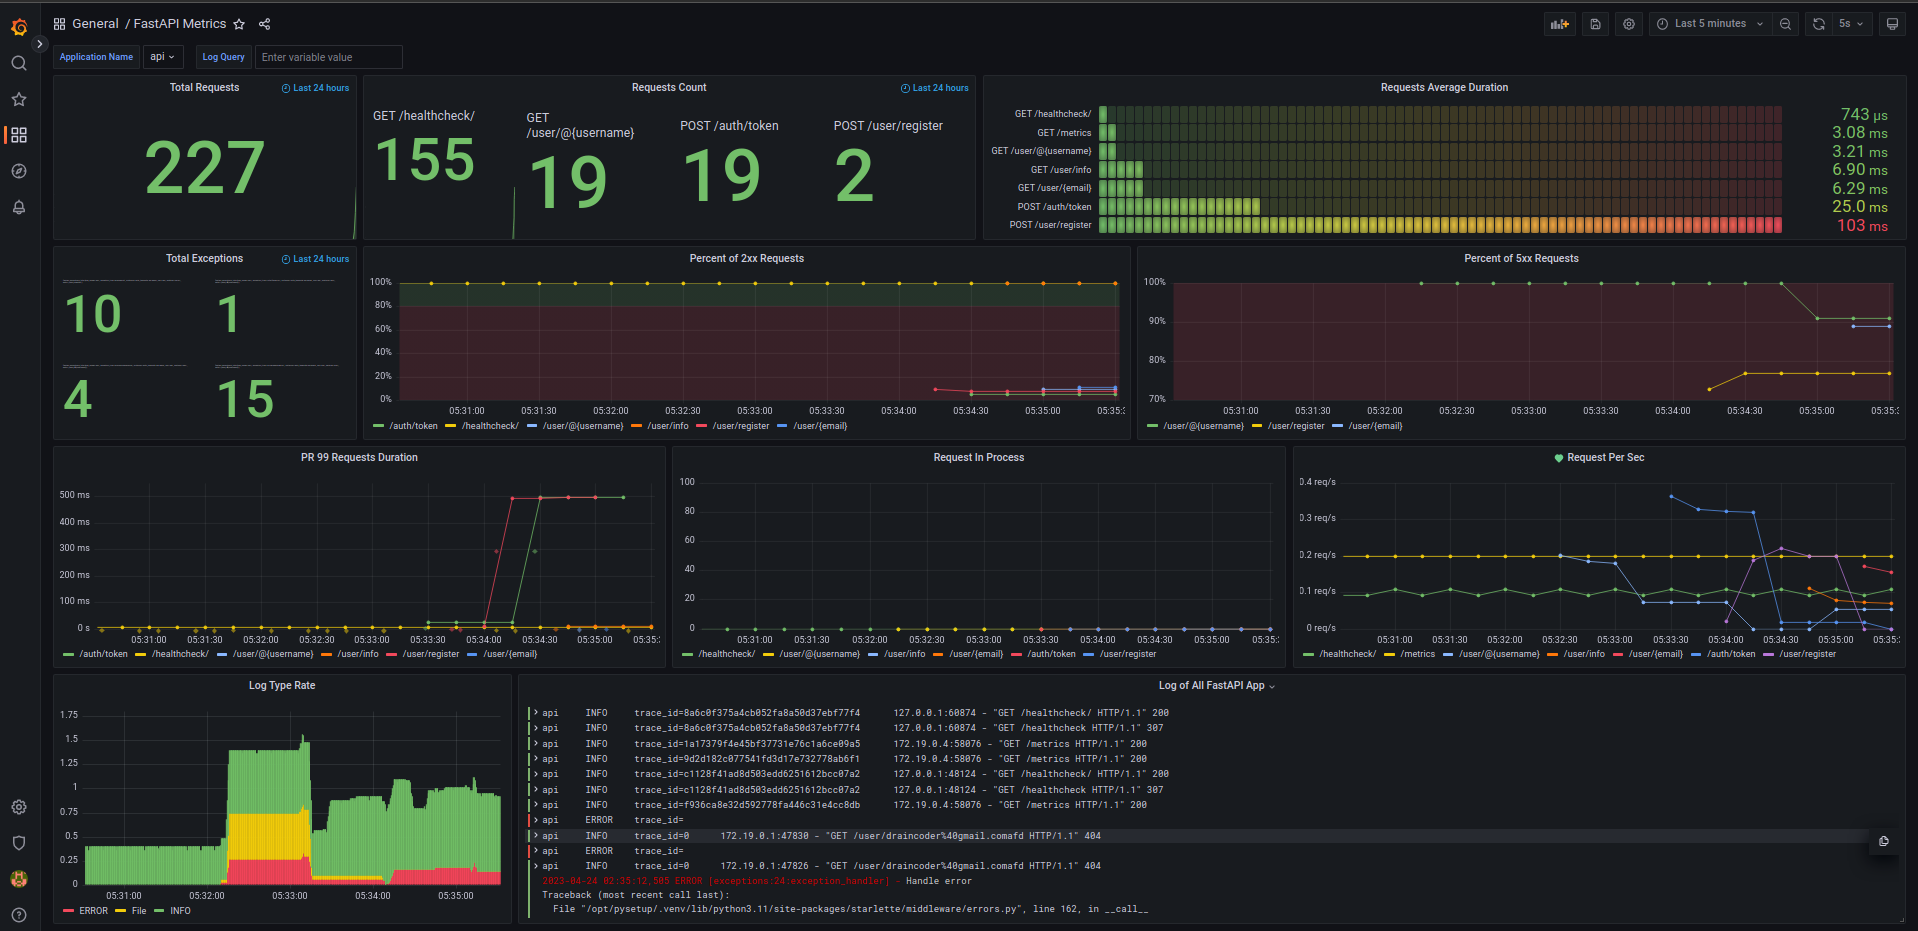 General / FastAPI Metrics
Last 5 minutes
5s
Application Name
api
Log Query
Enter variable value
Total Requests
Last 24 hours
227
Requests Count
Last 24 hours
GET /healthcheck/
155
GET
/user/@{username}
19
POST /auth/token
19
POST /user/register
2
Requests Average Duration
GET /healthcheck/ 743 µs
GET /metrics 3.08 ms
GET /user/@{username} 3.21 ms
GET /user/info 6.90 ms
GET /user/{email} 6.29 ms
POST /auth/token 25.0 ms
POST /user/register 103 ms
Total Exceptions
Last 24 hours
10
1
4
15
Percent of 2xx Requests
100%
80%
60%
40%
20%
0%
05:31:00 05:31:30 05:32:00 05:32:30 05:33:00 05:33:30 05:34:00 05:34:30 05:35:00 05:35:
/auth/token /healthcheck/ /user/@{username} /user/info /user/register /user/{email}
Percent of 5xx Requests
100%
90%
80%
70%
05:31:00 05:31:30 05:32:00 05:32:30 05:33:00 05:33:30 05:34:00 05:34:30 05:35:00 05:35:
/user/@{username} /user/register /user/{email}
PR 99 Requests Duration
500 ms
400 ms
300 ms
200 ms
100 ms
0 s
05:31:00 05:31:30 05:32:00 05:32:30 05:33:00 05:33:30 05:34:00 05:34:30 05:35:00 05:35:
/auth/token /healthcheck/ /user/@{username} /user/info /user/register /user/{email}
Request In Process
100
80
60
40
20
0
05:31:00 05:31:30 05:32:00 05:32:30 05:33:00 05:33:30 05:34:00 05:34:30 05:35:00 05:35:
/healthcheck/ /user/@{username} /user/info /user/{email} /auth/token /user/register
Request Per Sec
0.4 req/s
0.3 req/s
0.2 req/s
0.1 req/s
0 req/s
05:31:00 05:31:30 05:32:00 05:32:30 05:33:00 05:33:30 05:34:00 05:34:30 05:35:00 05:35:
/healthcheck/ /metrics /user/@{username} /user/info /user/{email} /auth/token /user/register
Log Type Rate
1.75
1.5
1.25
1
0.75
0.5
0.25
0
05:31:00 05:32:00 05:33:00 05:34:00 05:35:00
ERROR File INFO
Log of All FastAPI App
api INFO trace_id=8a6c0f375a4cb052fa8a50d37ebf77f4 127.0.0.1:60874 - "GET /healthcheck/ HTTP/1.1" 200
api INFO trace_id=8a6c0f375a4cb052fa8a50d37ebf77f4 127.0.0.1:60874 - "GET /healthcheck HTTP/1.1" 307
api INFO trace_id=1a17379f4e45bf37731e76c1a6ce09a5 172.19.0.4:58076 - "GET /metrics HTTP/1.1" 200
api INFO trace_id=9d2d182c077541fd3d17e732778ab6f1 172.19.0.4:58076 - "GET /metrics HTTP/1.1" 200
api INFO trace_id=c1128f41ad8d503edd6251612bcc07a2 127.0.0.1:48124 - "GET /healthcheck/ HTTP/1.1" 200
api INFO trace_id=c1128f41ad8d503edd6251612bcc07a2 127.0.0.1:48124 - "GET /healthcheck HTTP/1.1" 307
api INFO trace_id=f936ca8e32d592778fa446c31e4cc8db 172.19.0.4:58076 - "GET /metrics HTTP/1.1" 200
api ERROR trace_id=
api INFO trace_id=0 172.19.0.1:47830 - "GET /user/draincoder%40gmail.comafd HTTP/1.1" 404
api ERROR trace_id=
api INFO trace_id=0 172.19.0.1:47826 - "GET /user/draincoder%40gmail.comafd HTTP/1.1" 404
2023-04-24 02:35:12,505 ERROR [exceptions:24:exception_handler] - Handle error
Traceback (most recent call last):
File "/opt/pysetup/.venv/lib/python3.11/site-packages/starlette/middleware/errors.py", line 162, in __call__